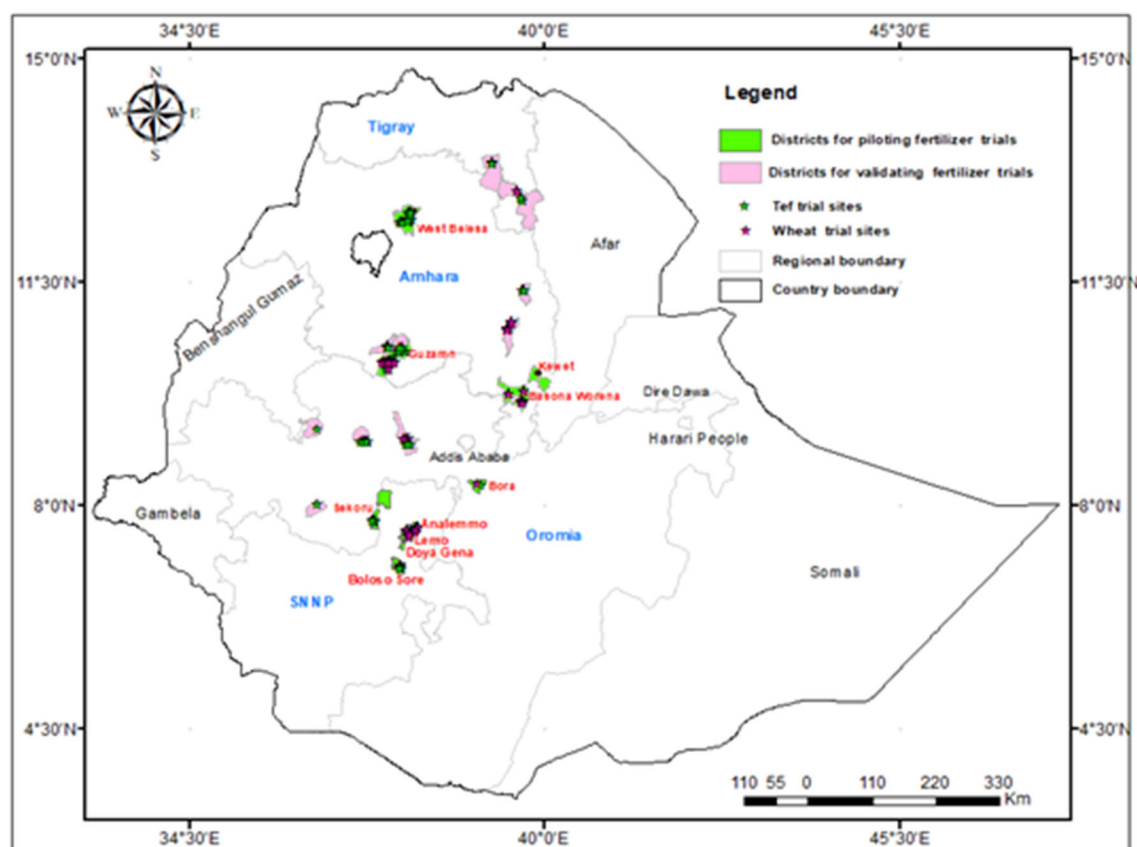 34°30'E 40°0'E 45°30'E
15°0'N 15°0'N
N
W E
S
Legend
Districts for piloting fertilizer trials
Districts for validating fertilizer trials
Tef trial sites
Wheat trial sites
Regional boundary
Country boundary
Tigray
West Belesa
Afar
Amhara
11°30'N 11°30'N
Benshangul Gumaz
Guzamn
Kewet
Basona Worena
Dire Dawa
Harari People
Addis Ababa
Bora
8°0'N 8°0'N
Gambela
Sekoru
Analemmo
Lemo
Doya Gena
Oromia
Boloso Sore
Somali
SNNP
4°30'N 4°30'N
110 55 0 110 220 330
Km
34°30'E 40°0'E 45°30'E